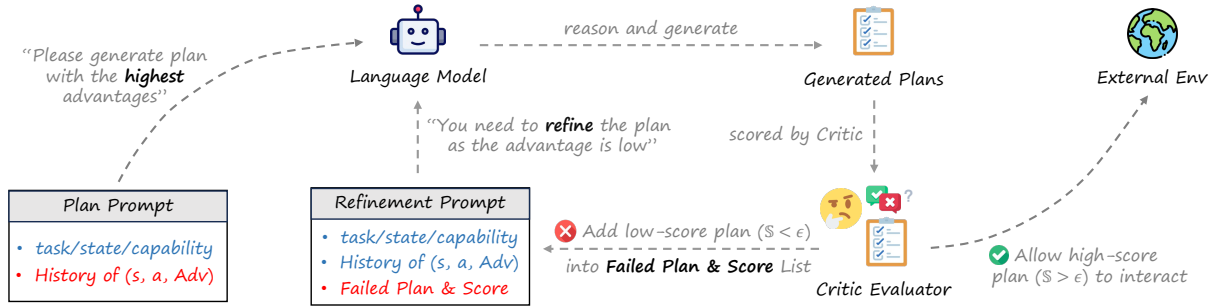 "Please generate plan
with the highest
advantages"
Language Model
reason and generate
Generated Plans
External Env
"You need to refine the plan
as the advantage is low"
scored by Critic
Plan Prompt
• task/state/capability
• History of (s, a, Adv)
Refinement Prompt
• task/state/capability
• History of (s, a, Adv)
• Failed Plan & Score
Add low-score plan (𝕊 < ϵ)
into Failed Plan & Score List
?
Critic Evaluator
Allow high-score
plan (𝕊 > ϵ) to interact